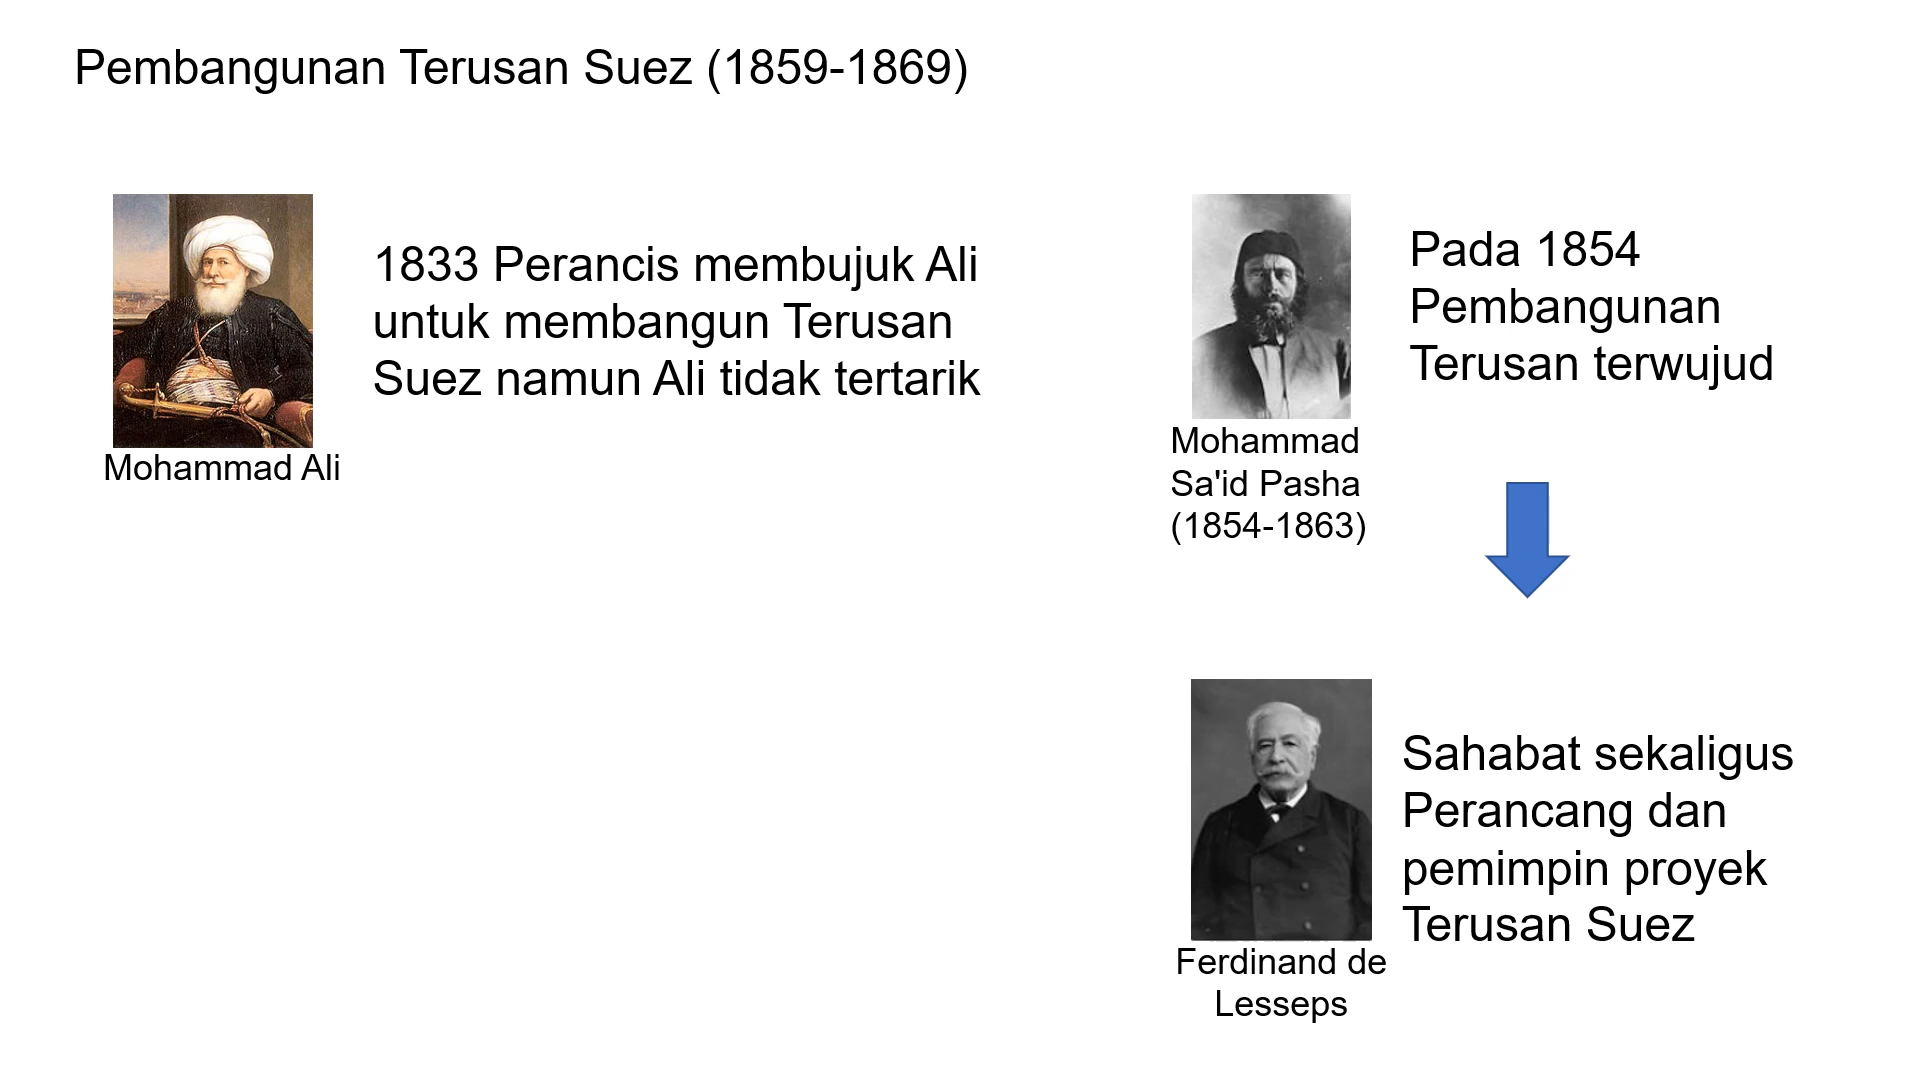 Pembangunan Terusan Suez (1859-1869)
1833 Perancis membujuk Ali
untuk membangun Terusan
Suez namun Ali tidak tertarik
Mohammad Ali
Pada 1854
Pembangunan
Terusan terwujud
Mohammad
Sa'id Pasha
(1854-1863)
Sahabat sekaligus
Perancang dan
pemimpin proyek
Terusan Suez
Ferdinand de
Lesseps